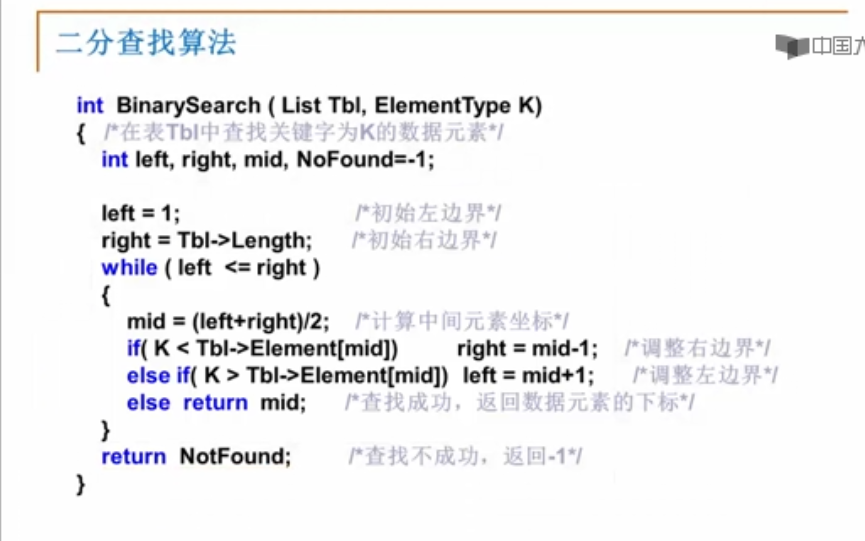 二分查找算法
中国
int BinarySearch ( List Tbl, ElementType K)
{ /*在表Tbl中查找关键字为K的数据元素*/
int left, right, mid, NoFound=-1;
left = 1; /*初始左边界*/
right = Tbl->Length; /*初始右边界*/
while ( left <= right )
{
mid = (left+right)/2; /*计算中间元素坐标*/
if( K < Tbl->Element[mid]) right = mid-1; /*调整右边界*/
else if( K > Tbl->Element[mid]) left = mid+1; /*调整左边界*/
else return mid; /*查找成功，返回数据元素的下标*/
}
return NotFound; /*查找不成功，返回-1*/
}